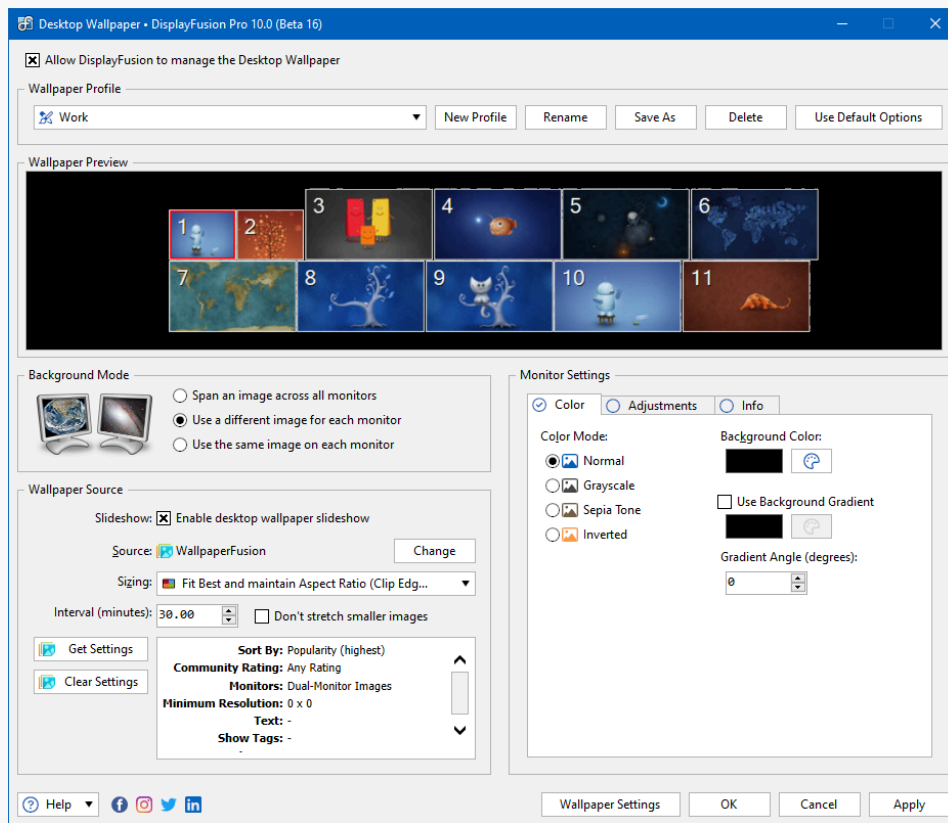 Desktop Wallpaper • DisplayFusion Pro 10.0 (Beta 16)
Allow DisplayFusion to manage the Desktop Wallpaper
Wallpaper Profile
Work
New Profile
Rename
Save As
Delete
Use Default Options
Wallpaper Preview
1
2
3
4
5
6
7
8
9
10
11
Background Mode
Span an image across all monitors
Use a different image for each monitor
Use the same image on each monitor
Wallpaper Source
Slideshow: Enable desktop wallpaper slideshow
Source: WallpaperFusion
Change
Sizing: Fit Best and maintain Aspect Ratio (Clip Edg...
Interval (minutes): 30.00
Don't stretch smaller images
Get Settings
Clear Settings
Sort By: Popularity (highest)
Community Rating: Any Rating
Monitors: Dual-Monitor Images
Minimum Resolution: 0 x 0
Text: -
Show Tags: -
Monitor Settings
Color
Adjustments
Info
Color Mode:
Normal
Grayscale
Sepia Tone
Inverted
Background Color:
Use Background Gradient
Gradient Angle (degrees):
0
Help
Wallpaper Settings
OK
Cancel
Apply